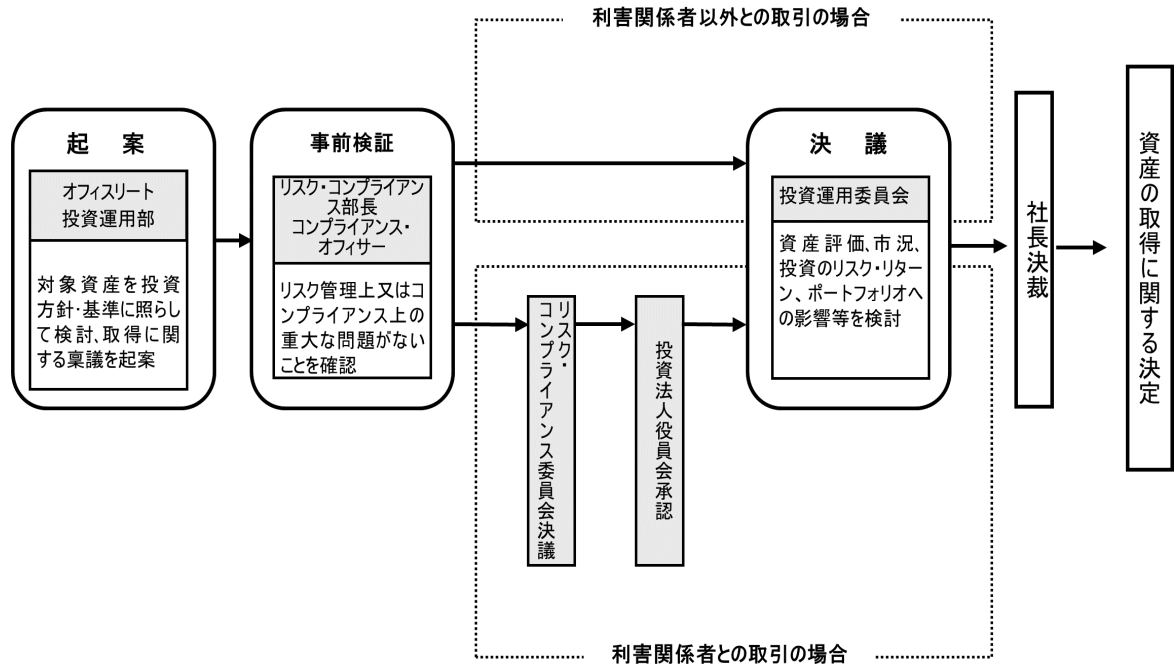 利害関係者以外との取引の場合
起　案
オフィスリート
投資運用部
対象資産を投資
方針・基準に照らし
て検討、取得に関
する稟議を起案
事前検証
リスク・コンプライアン
ス部長
コンプライアンス・
オフィサー
リスク管理上又はコ
ンプライアンス上の
重大な問題がない
ことを確認
リスク・
コンプライアンス委員会決議
投資法人役員会承認
決　議
投資運用委員会
資産評価、市況、
投資のリスク・リター
ン、ポートフォリオへ
の影響等を検討
社長決裁
資産の取得に関する決定
利害関係者との取引の場合